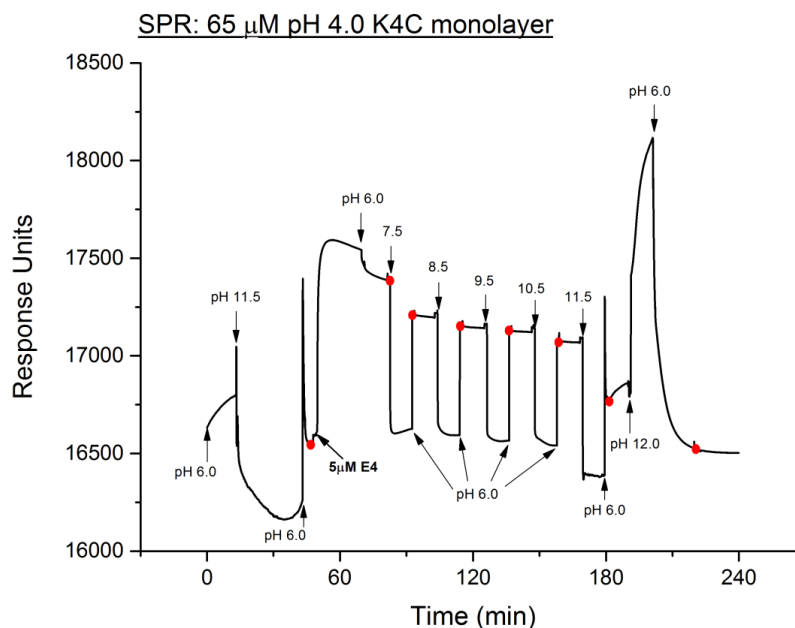 SPR: 65 μM pH 4.0 K4C monolayer
18500
18000
17500
17000
16500
16000
Response Units
pH 6.0
pH 11.5
pH 6.0
5μM E4
pH 6.0
7.5
8.5
9.5
10.5
11.5
pH 6.0
pH 6.0
pH 12.0
pH 6.0
0
60
120
180
240
Time (min)